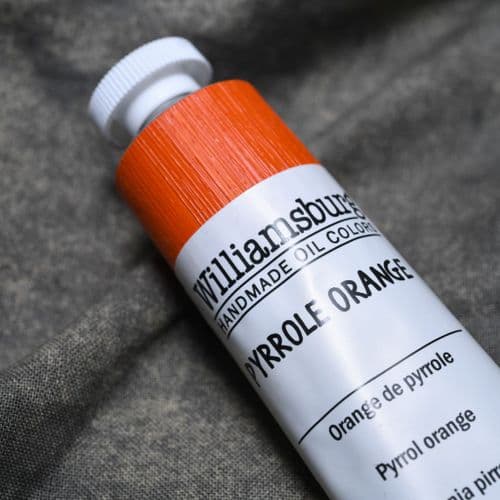 Williamsburg
HANDMADE OIL COLORS
PYRROLE ORANGE
Orange de pyrrole
Pyrrol orange